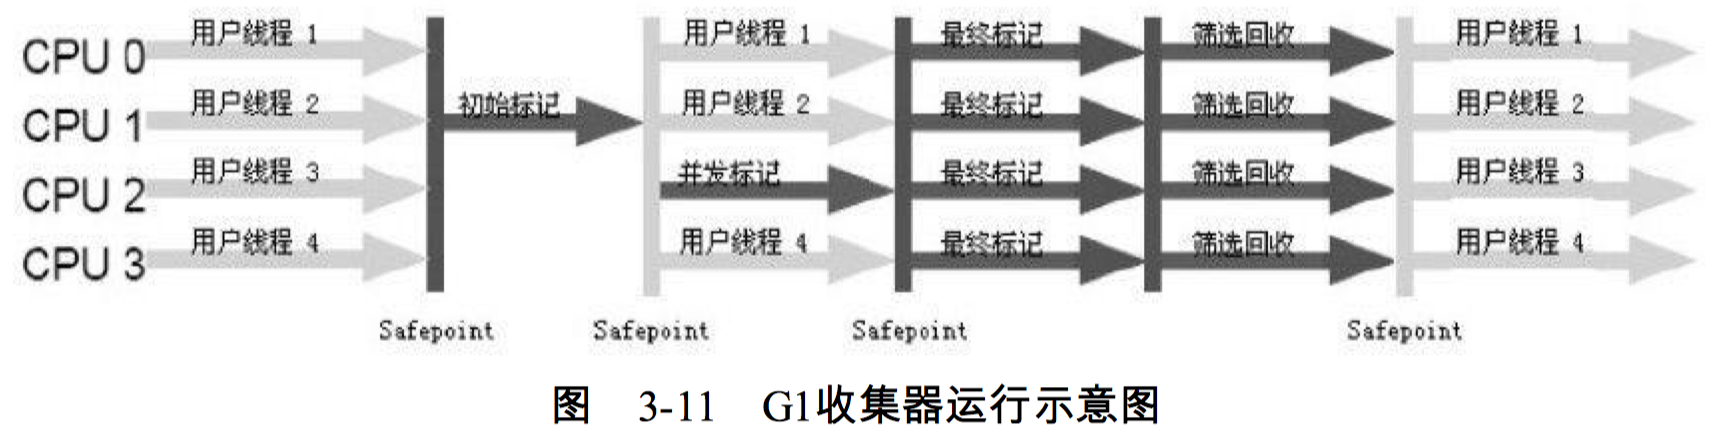 CPU 0 用户线程 1 用户线程 1 最终标记 筛选回收 用户线程 1
CPU 1 用户线程 2 初始标记 用户线程 2 最终标记 筛选回收 用户线程 2
CPU 2 用户线程 3 并发标记 最终标记 筛选回收 用户线程 3
CPU 3 用户线程 4 用户线程 4 最终标记 筛选回收 用户线程 4
Safepoint Safepoint Safepoint Safepoint
图 3-11 G1收集器运行示意图